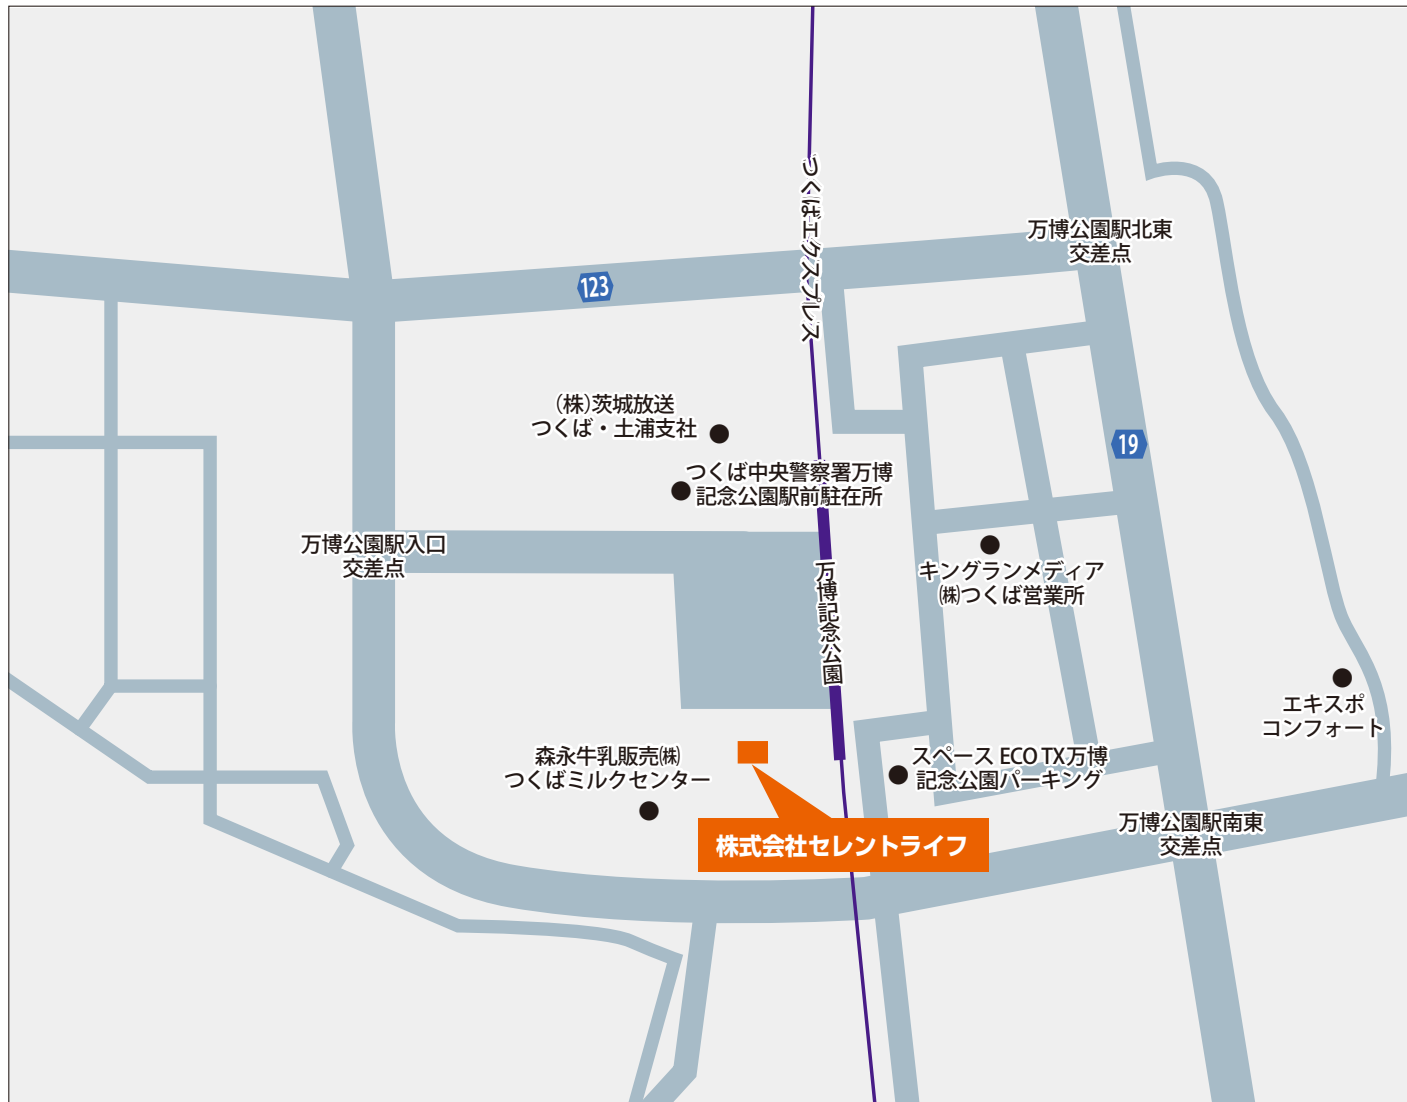 つくばエクスプレス
万博公園駅北東
交差点
123
(株)茨城放送
つくば・土浦支社
19
つくば中央警察署万博
記念公園駅前駐在所
万博公園駅入口
交差点
万博記念公園
キングランメディア
㈱つくば営業所
エキスポ
コンフォート
森永牛乳販売㈱
つくばミルクセンター
スペース ECO TX万博
記念公園パーキング
万博公園駅南東
交差点
株式会社セレントライフ